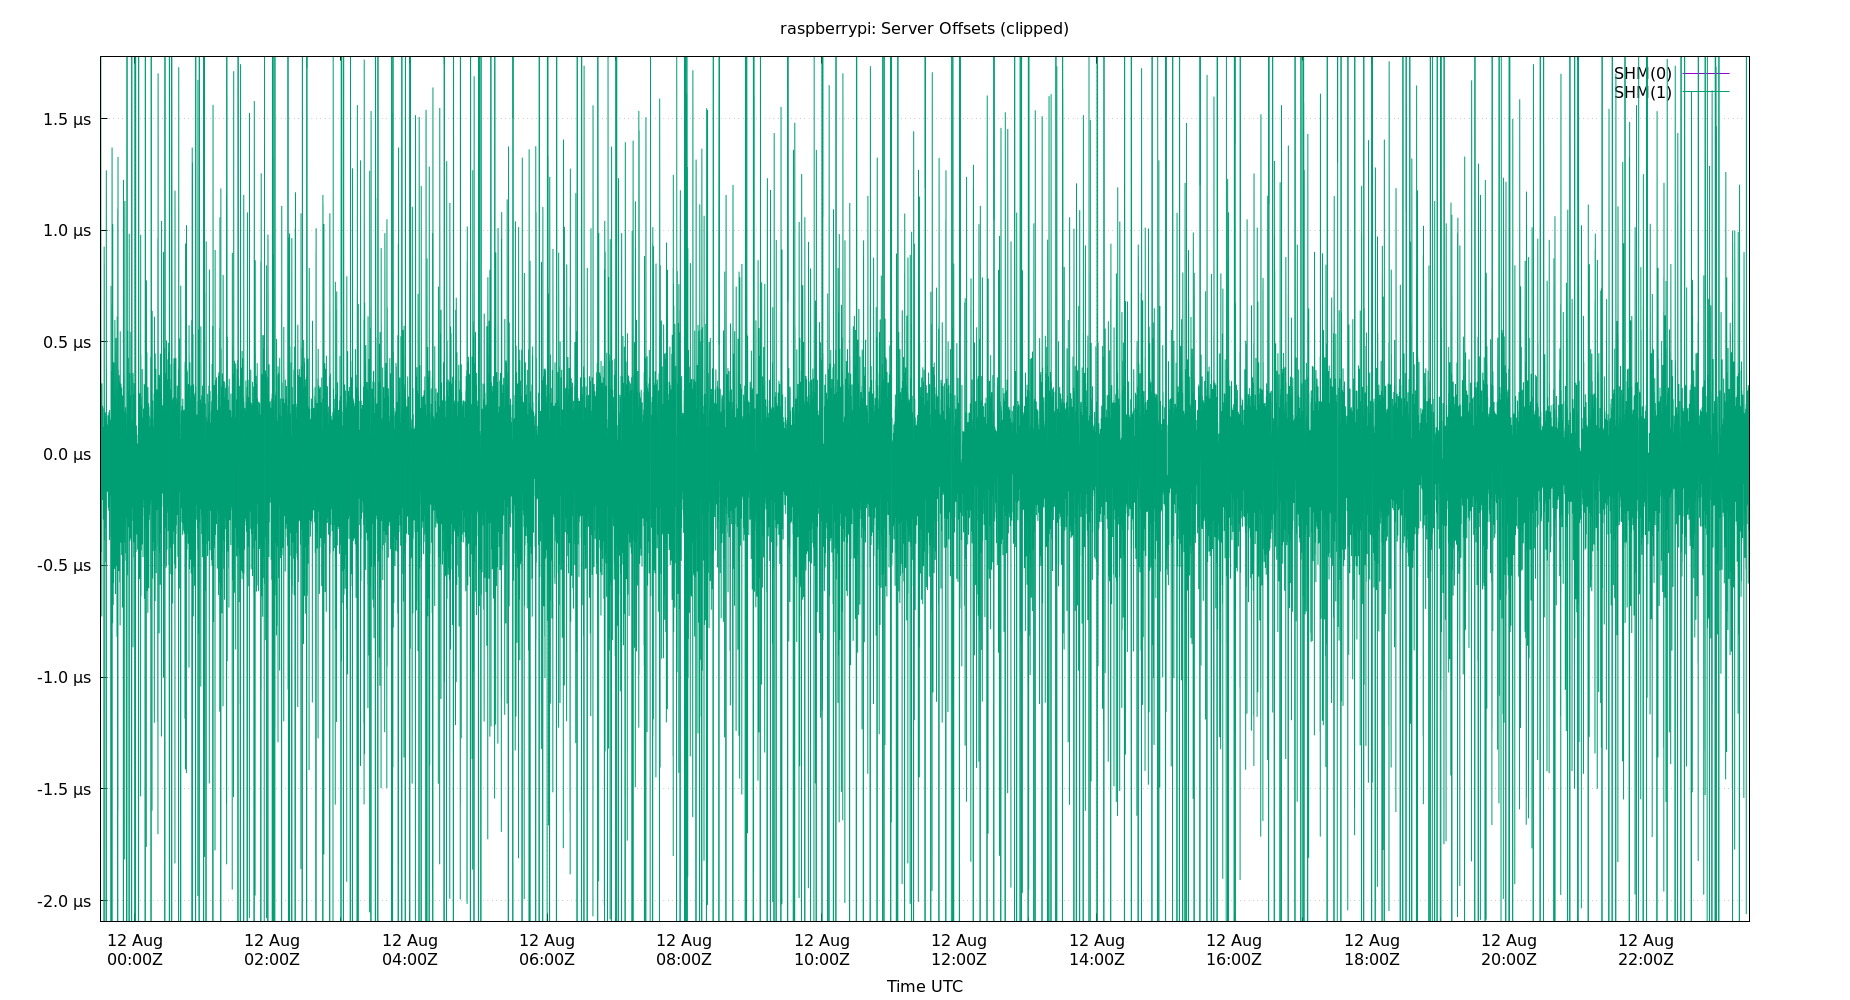 raspberrypi: Server Offsets (clipped)
SHM(0)
SHM(1)
1.5 µs
1.0 µs
0.5 µs
0.0 µs
-0.5 µs
-1.0 µs
-1.5 µs
-2.0 µs
12 Aug 12 Aug 12 Aug 12 Aug 12 Aug 12 Aug 12 Aug 12 Aug 12 Aug 12 Aug 12 Aug 12 Aug
00:00Z 02:00Z 04:00Z 06:00Z 08:00Z 10:00Z 12:00Z 14:00Z 16:00Z 18:00Z 20:00Z 22:00Z
Time UTC